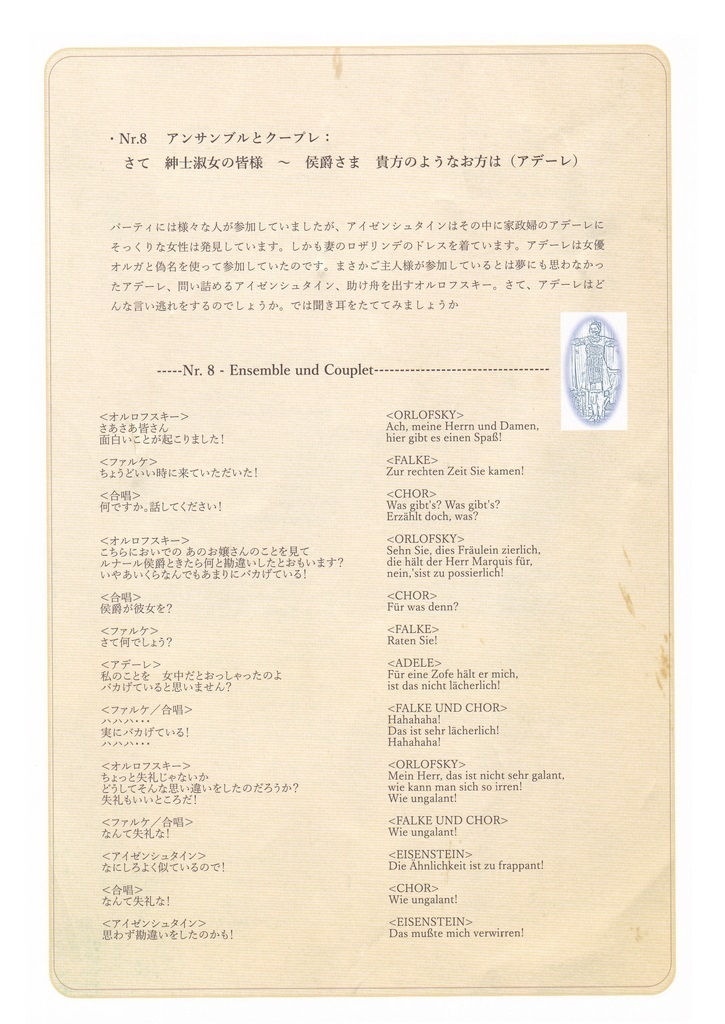 ・Nr.8　アンサンブルとクープレ：
さて　紳士淑女の皆様　～　侯爵さま　貴方のようなお方は（アデーレ）
パーティには様々な人が参加していましたが、アイゼンシュタインはその中に家政婦のアデーレに
そっくりな女性は発見しています。しかも妻のロザリンデのドレスを着ています。アデーレは女優
オルガと偽名を使って参加していたのです。まさかご主人様が参加しているとは夢にも思わなかっ
たアデーレ、問い詰めるアイゼンシュタイン、助け舟を出すオルロフスキー。さて、アデーレはど
んな言い逃れをするのでしょうか。では聞き耳をたててみましょうか
-----Nr. 8 - Ensemble und Couplet----------------------------------
＜オルロフスキー＞
さあさあ皆さん
面白いことが起こりました！
＜ファルケ＞
ちょうどいい時に来ていただいた！
＜合唱＞
何ですか。話してください！
＜オルロフスキー＞
こちらにおいでの あのお嬢さんのことを見て
ルナール侯爵ときたら何と勘違いしたとおもいます？
いやあいくらなんでもあまりにバカげている！
＜合唱＞
侯爵が彼女を？
＜ファルケ＞
さて何でしょう？
＜アデーレ＞
私のことを　女中だとおっしゃったのよ
バカげていると思いません？
＜ファルケ／合唱＞
ハハハ・・・
実にバカげている！
ハハハ・・・
＜オルロフスキー＞
ちょっと失礼じゃないか
どうしてそんな思い違いをしたのだろうか？
失礼もいいところだ！
＜ファルケ／合唱＞
なんて失礼な！
＜アイゼンシュタイン＞
なにしろよく似ているので！
＜合唱＞
なんて失礼な！
＜アイゼンシュタイン＞
思わず勘違いをしたのかも！
<ORLOFSKY>
Ach, meine Herrn und Damen,
hier gibt es einen Spaß!
<FALKE>
Zur rechten Zeit Sie kamen!
<CHOR>
Was gibt's? Was gibt's?
Erzählt doch, was?
<ORLOFSKY>
Sehn Sie, dies Fräulein zierlich,
die hält der Herr Marquis für,
nein,'sist zu possierlich!
<CHOR>
Für was denn?
<FALKE>
Raten Sie!
<ADELE>
Für eine Zofe hält er mich,
ist das nicht lächerlich!
<FALKE UND CHOR>
Hahahaha!
Das ist sehr lächerlich!
Hahahaha!
<ORLOFSKY>
Mein Herr, das ist nicht sehr galant,
wie kann man sich so irren!
Wie ungalant!
<FALKE UND CHOR>
Wie ungalant!
<EISENSTEIN>
Die Ähnlichkeit ist zu frappant!
<CHOR>
Wie ungalant!
<EISENSTEIN>
Das mußte mich verwirren!